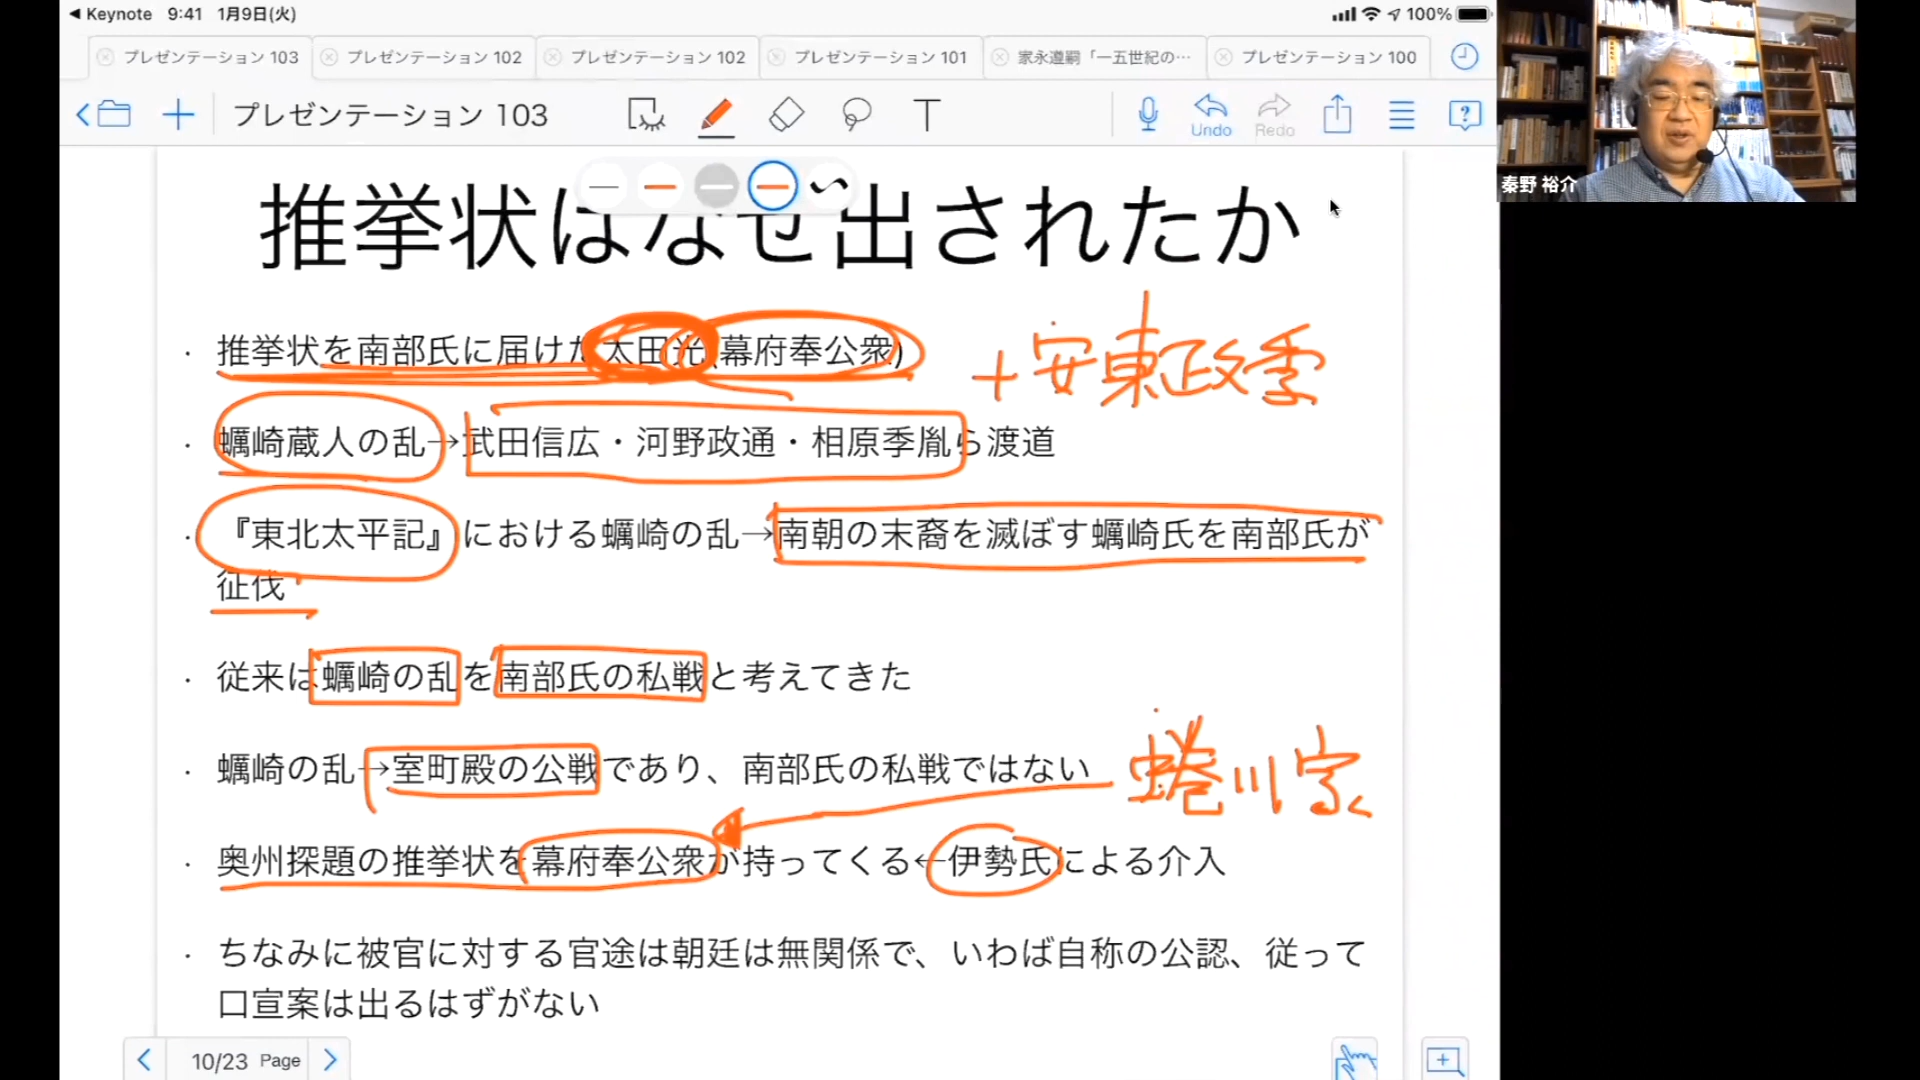 Keynote 9:41 1月9日(火) 100%
プレゼンテーション 103 プレゼンテーション 102 プレゼンテーション 102 プレゼンテーション 101 家永遵嗣「一五世紀の… プレゼンテーション 100
プレゼンテーション 103 T Undo Redo
秦野 裕介
推挙状はなぜ出されたか
・ 推挙状を南部氏に届けた太田光(幕府奉公衆)
+安東政季
・ 蠣崎蔵人の乱→武田信広・河野政通・相原季胤ら渡道
・ 『東北太平記』における蠣崎の乱→南朝の末裔を滅ぼす蠣崎氏を南部氏が
征伐
・ 従来は蠣崎の乱を南部氏の私戦と考えてきた
・ 蠣崎の乱→室町殿の公戦であり、南部氏の私戦ではない
蜷川家
・ 奥州探題の推挙状を幕府奉公衆が持ってくる←伊勢氏による介入
・ ちなみに被官に対する官途は朝廷は無関係で、いわば自称の公認、従って
口宣案は出るはずがない
10/23 Page